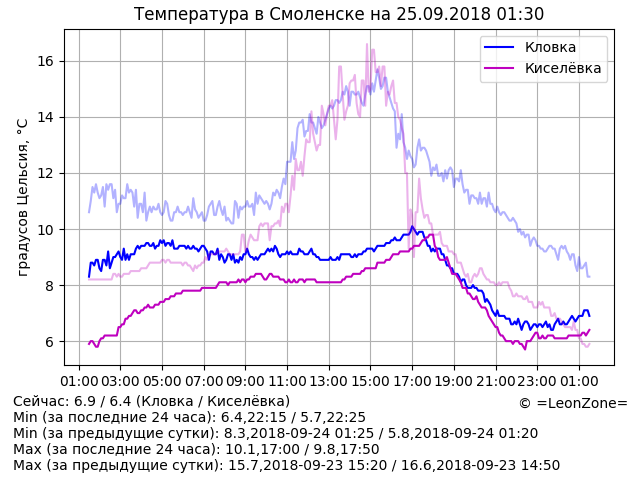 Температура в Смоленске на 25.09.2018 01:30
Кловка
Киселёвка
градусов Цельсия, °C
16
14
12
10
8
6
01:00 03:00 05:00 07:00 09:00 11:00 13:00 15:00 17:00 19:00 21:00 23:00 01:00
Сейчас: 6.9 / 6.4 (Кловка / Киселёвка)
© =LeonZone=
Min (за последние 24 часа): 6.4,22:15 / 5.7,22:25
Min (за предыдущие сутки): 8.3,2018-09-24 01:25 / 5.8,2018-09-24 01:20
Max (за последние 24 часа): 10.1,17:00 / 9.8,17:50
Max (за предыдущие сутки): 15.7,2018-09-23 15:20 / 16.6,2018-09-23 14:50